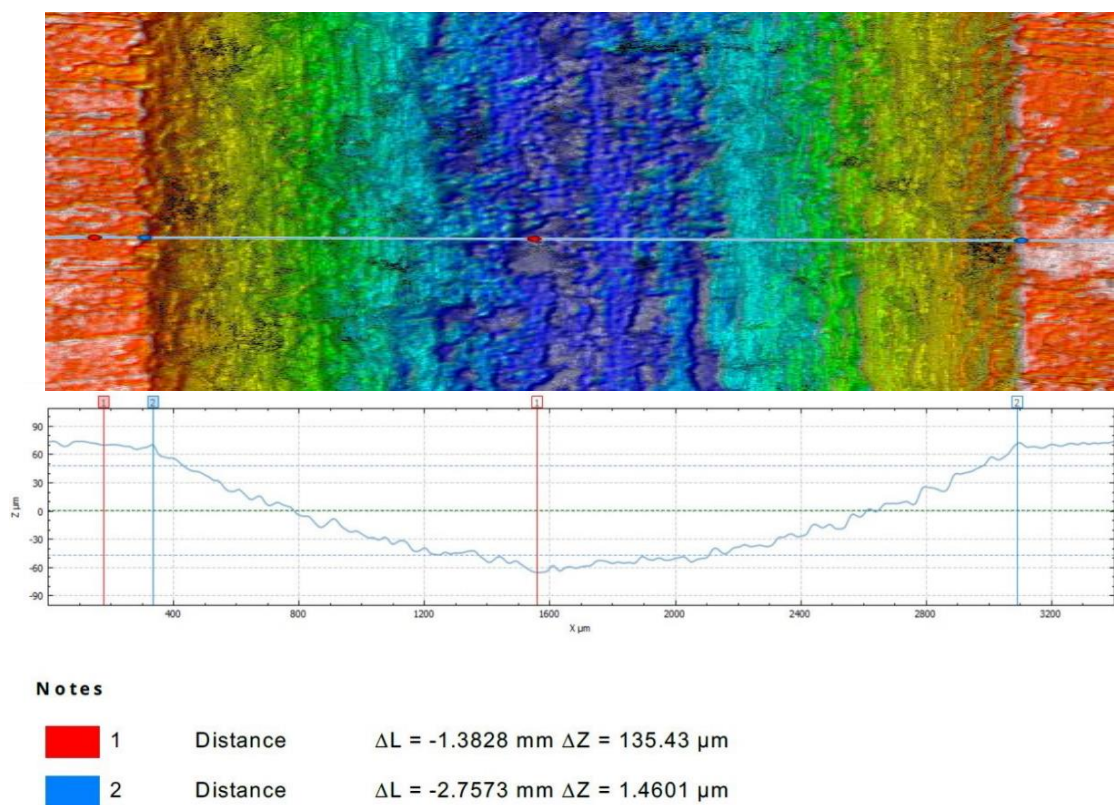 1 2 1 2
90
60
30
0
-30
-60
-90
Z µm
400 800 1200 1600 2000 2400 2800 3200
X µm
Notes
1 Distance ΔL = -1.3828 mm ΔZ = 135.43 µm
2 Distance ΔL = -2.7573 mm ΔZ = 1.4601 µm